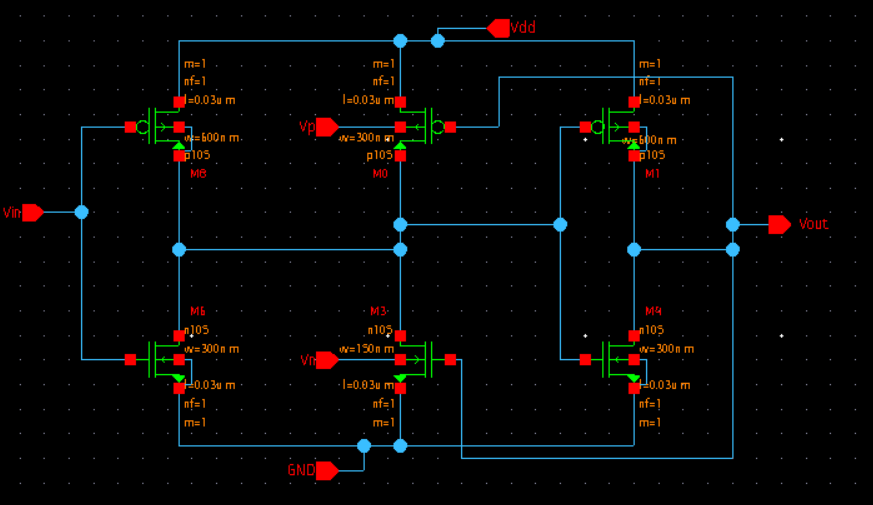 Vdd
m=1
nf=1
l=0.03u m
w=600n m
p105
M8
m=1
nf=1
l=0.03u m
Vp
w=300n m
p105
M0
m=1
nf=1
l=0.03u m
w=600n m
p105
M1
Vin
Vout
M6
n105
w=300n m
l=0.03u m
nf=1
m=1
M3
n105
Vn
w=150n m
l=0.03u m
nf=1
m=1
M9
n105
w=300n m
l=0.03u m
nf=1
m=1
GND